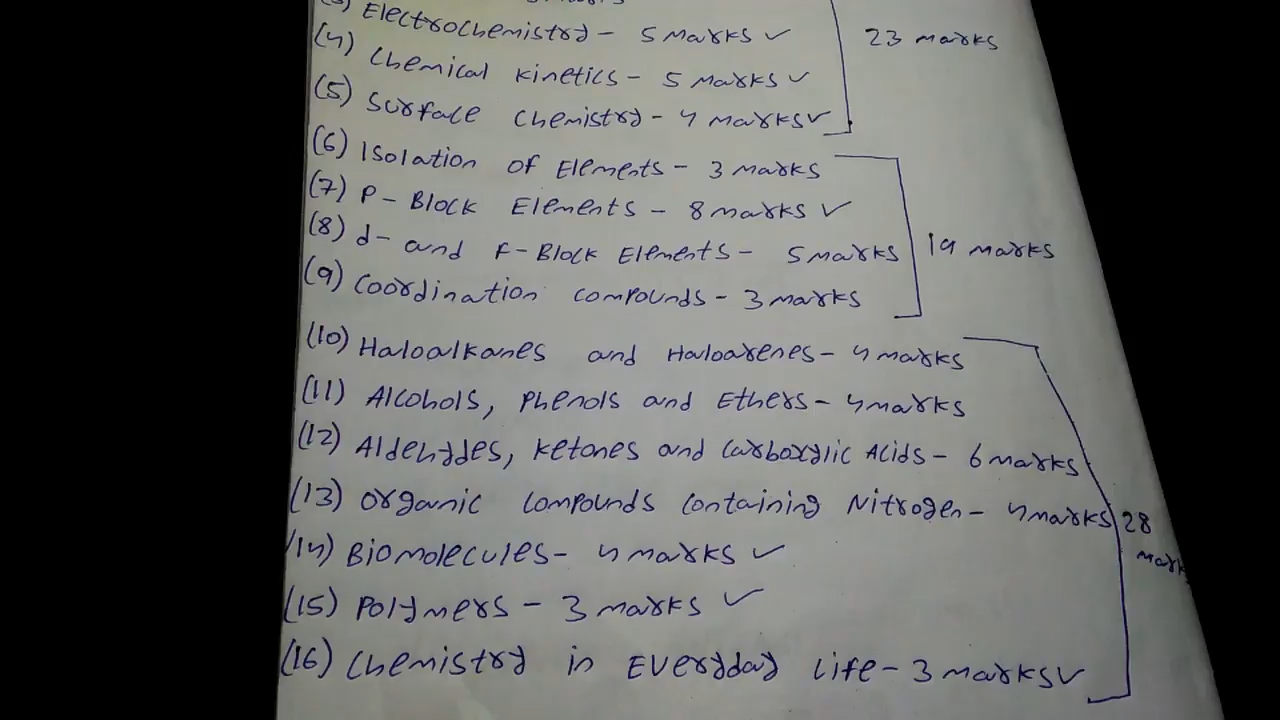 (3) Electrochemistry - 5 Marks ✓
23 marks
(4) Chemical kinetics - 5 Marks ✓
(5) Surface Chemistry - 4 marks ✓
(6) Isolation of Elements - 3 marks
(7) P - Block Elements - 8 marks ✓
(8) d- and F-Block Elements - 5 marks
19 marks
(9) Coordination compounds - 3 marks
(10) Haloalkanes and Haloarenes - 4 marks
(11) Alcohols, Phenols and Ethers - 4 marks
(12) Aldehydes, Ketones and Carboxylic Acids - 6 marks
(13) Organic Compounds Containing Nitrogen - 4 marks
28
mark
(14) Biomolecules - 4 marks ✓
(15) Polymers - 3 marks ✓
(16) Chemistry in Everyday Life - 3 marks ✓